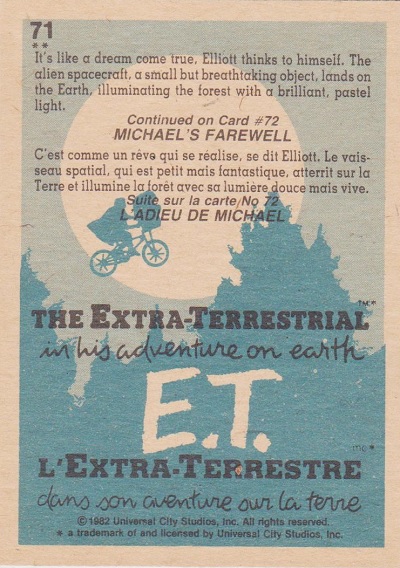 71
**
It's like a dream come true, Elliott thinks to himself. The
alien spacecraft, a small but breathtaking object, lands on
the Earth, illuminating the forest with a brilliant, pastel
light.
Continued on Card #72
MICHAEL'S FAREWELL
C'est comme un rêve qui se réalise, se dit Elliott. Le vais-
seau spatial, qui est petit mais fantastique, atterrit sur la
Terre et illumine la forêt avec sa lumière douce mais vive.
Suite sur la carte No 72
L'ADIEU DE MICHAEL
THE EXTRA-TERRESTRIAL TM*
in his adventure on earth
E.T.
mc*
L'EXTRA-TERRESTRE
dans son aventure sur la terre
©1982 Universal City Studios, Inc. All rights reserved.
* a trademark of and licensed by Universal City Studios, Inc.